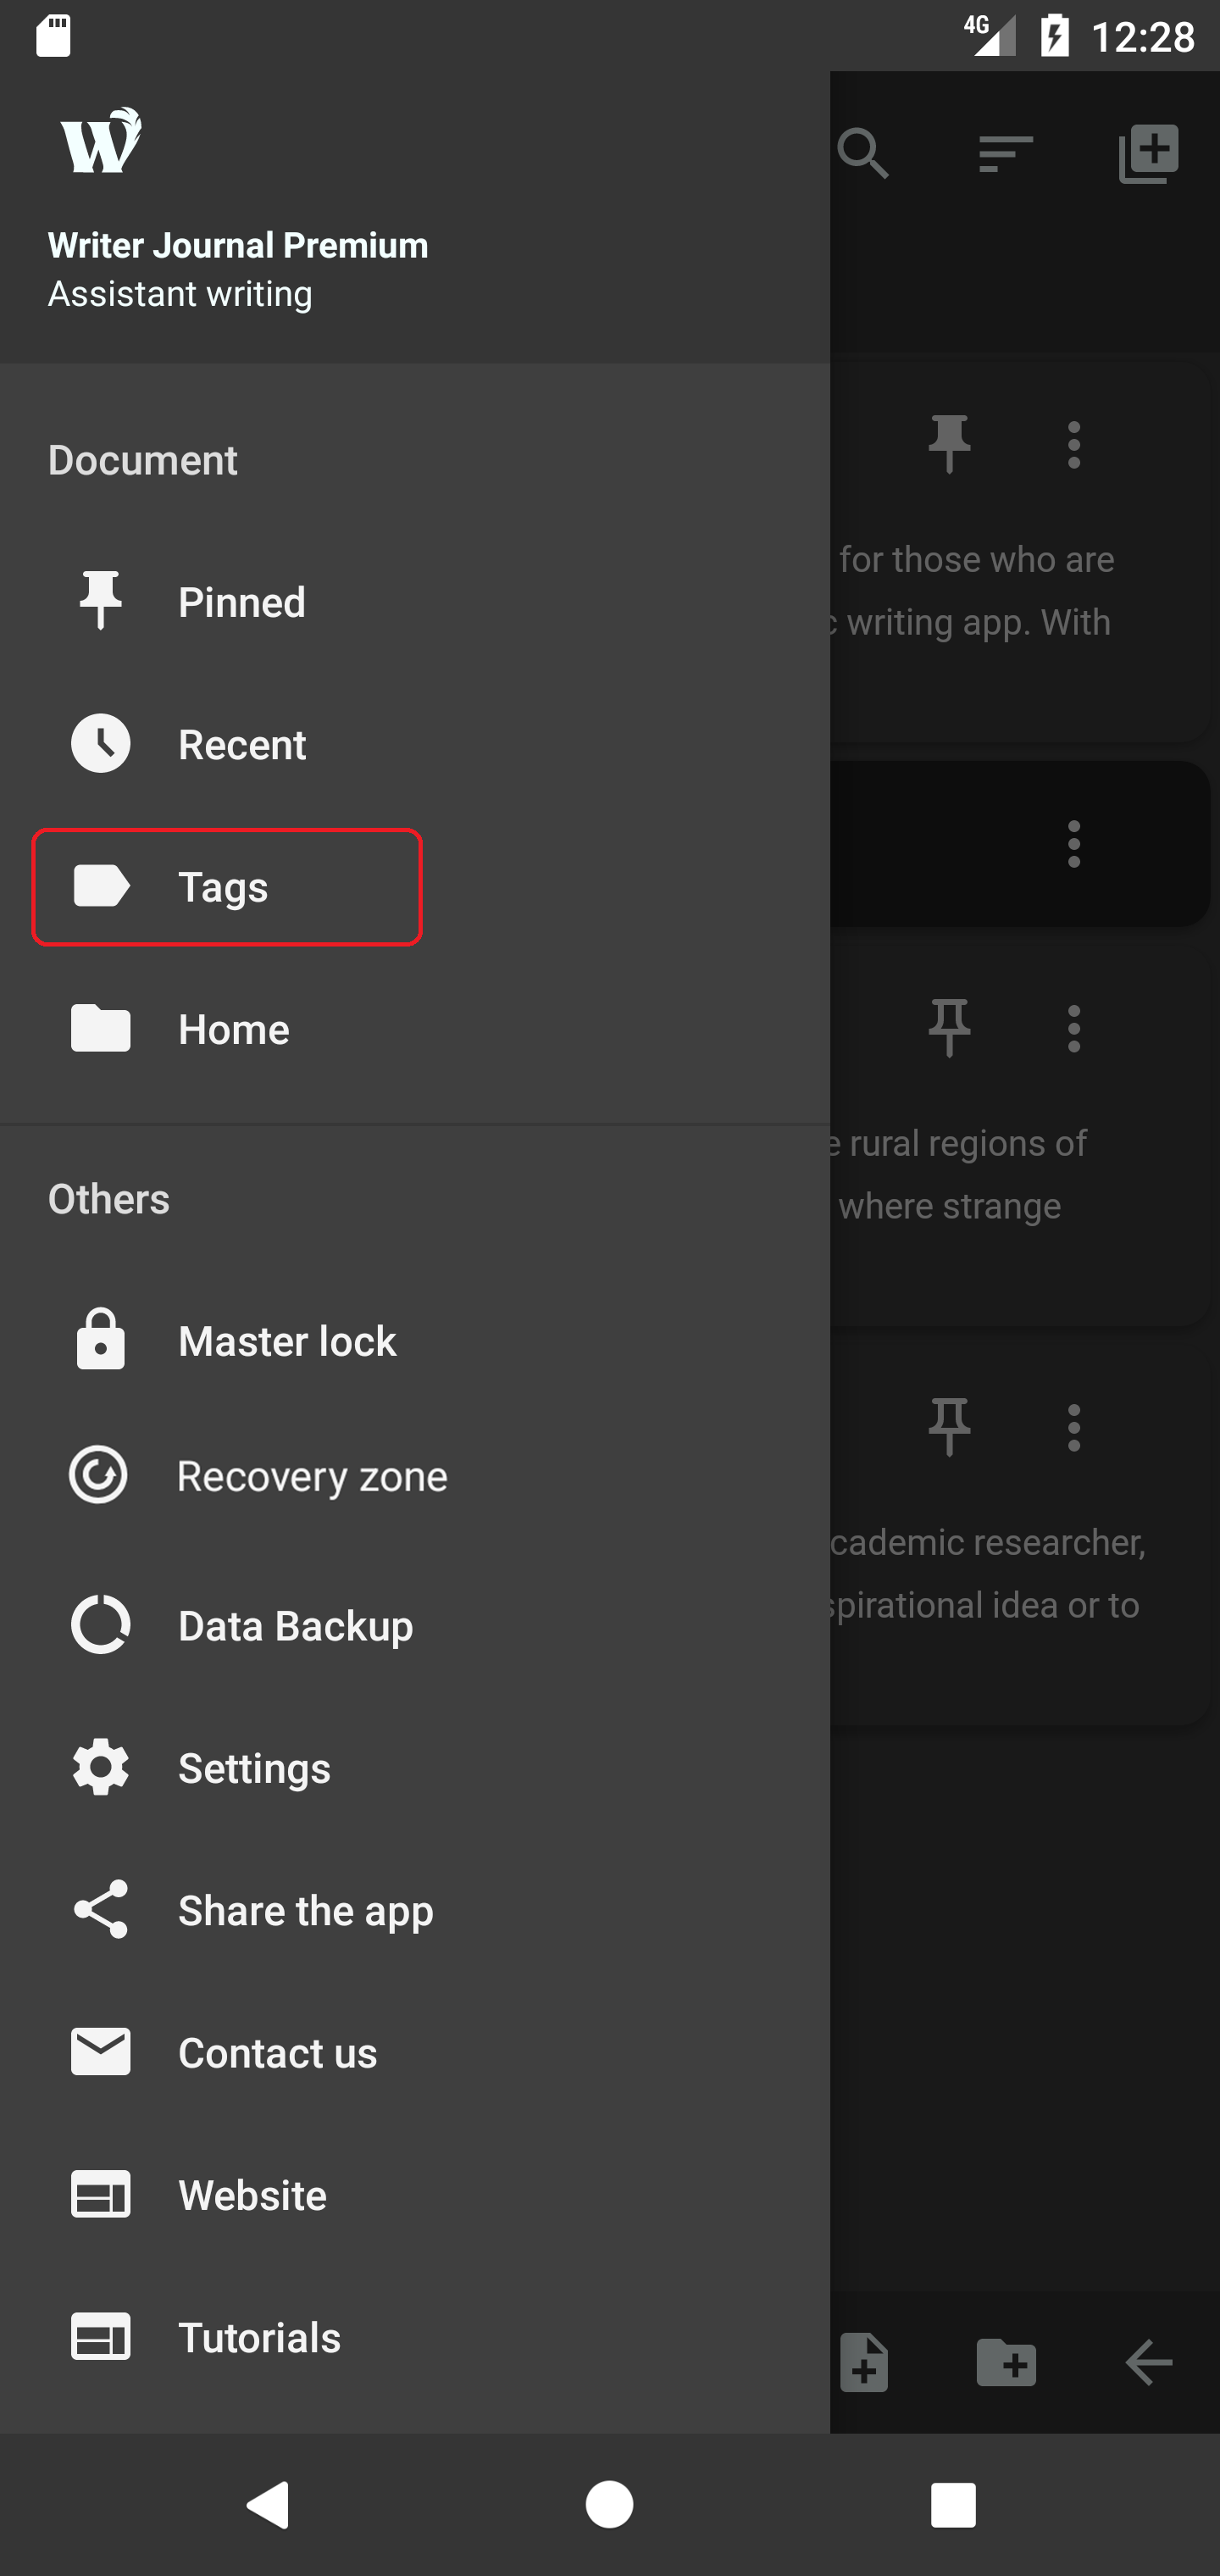 4G 12:28
W
Writer Journal Premium
Assistant writing
Document
Pinned
for those who are
Recent
writing app. With
Tags
Home
rural regions of
where strange
Others
Master lock
Recovery zone
researcher,
Data Backup
idea or to
Settings
Share the app
Contact us
Website
Tutorials